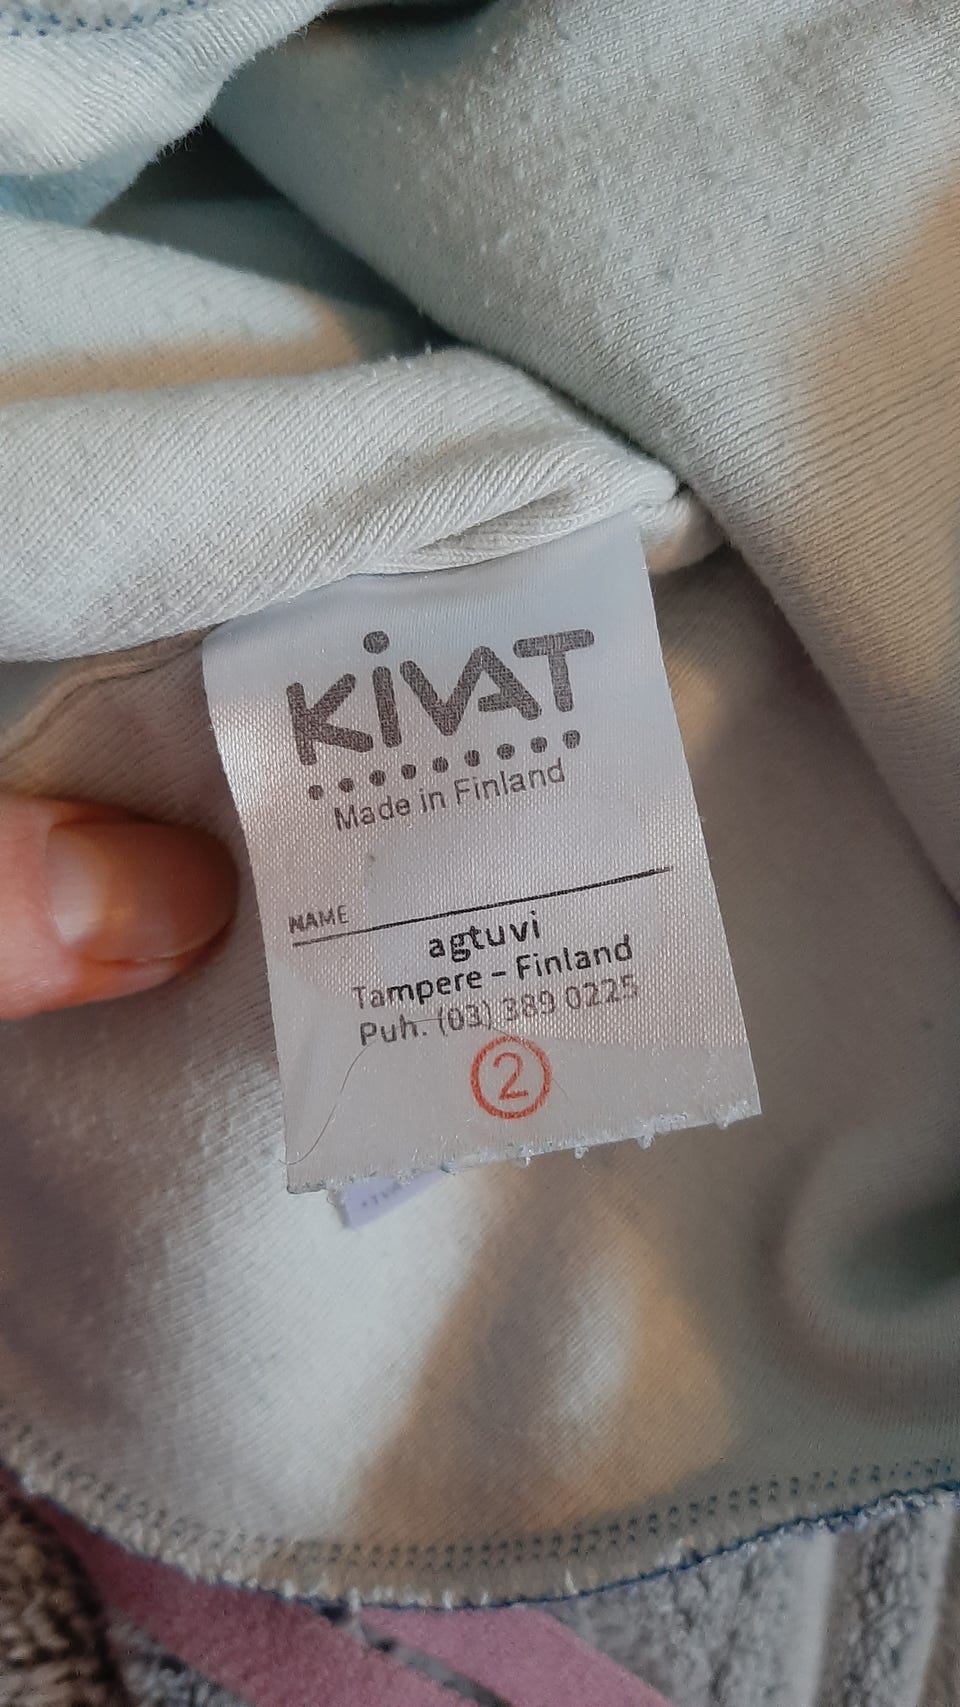 KiVAT
Made in Finland
NAME
agtuvi
Tampere – Finland
Puh. (03) 389 0225
2